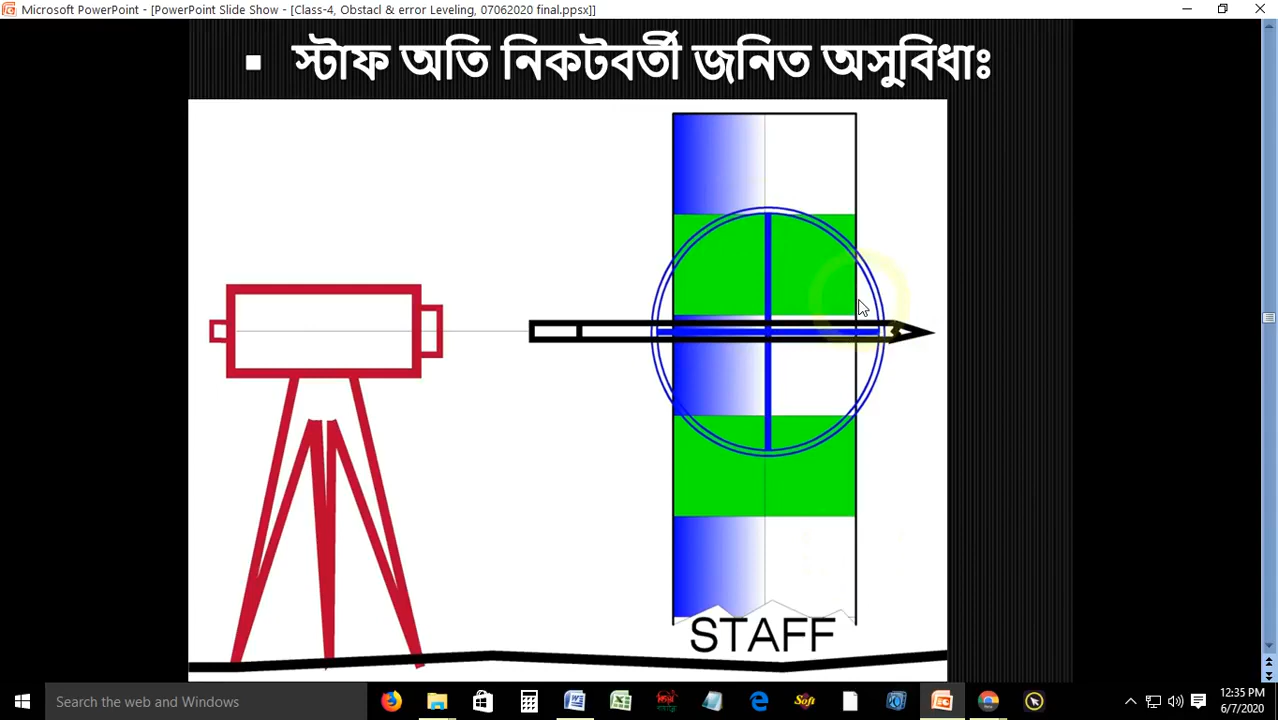 Microsoft PowerPoint - [PowerPoint Slide Show - [Class-4, Obstacl & error Leveling, 07062020 final.ppsx]]
▪ স্টাফ অতি নিকটবর্তী জনিত অসুবিধাঃ
STAFF
Search the web and Windows
Soft
12:35 PM
6/7/2020